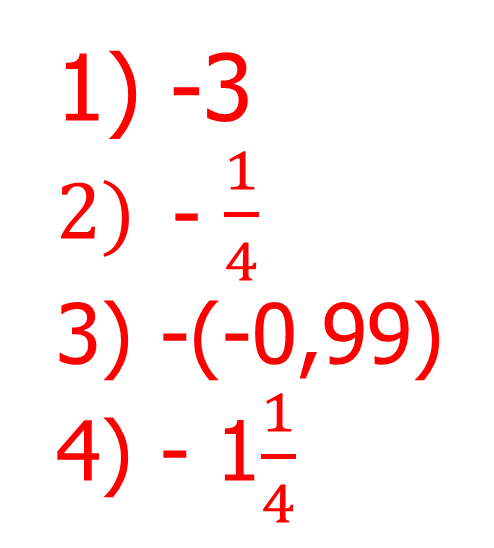 1) -3
2) - 1/4
3) -(-0,99)
4) - 1 1/4